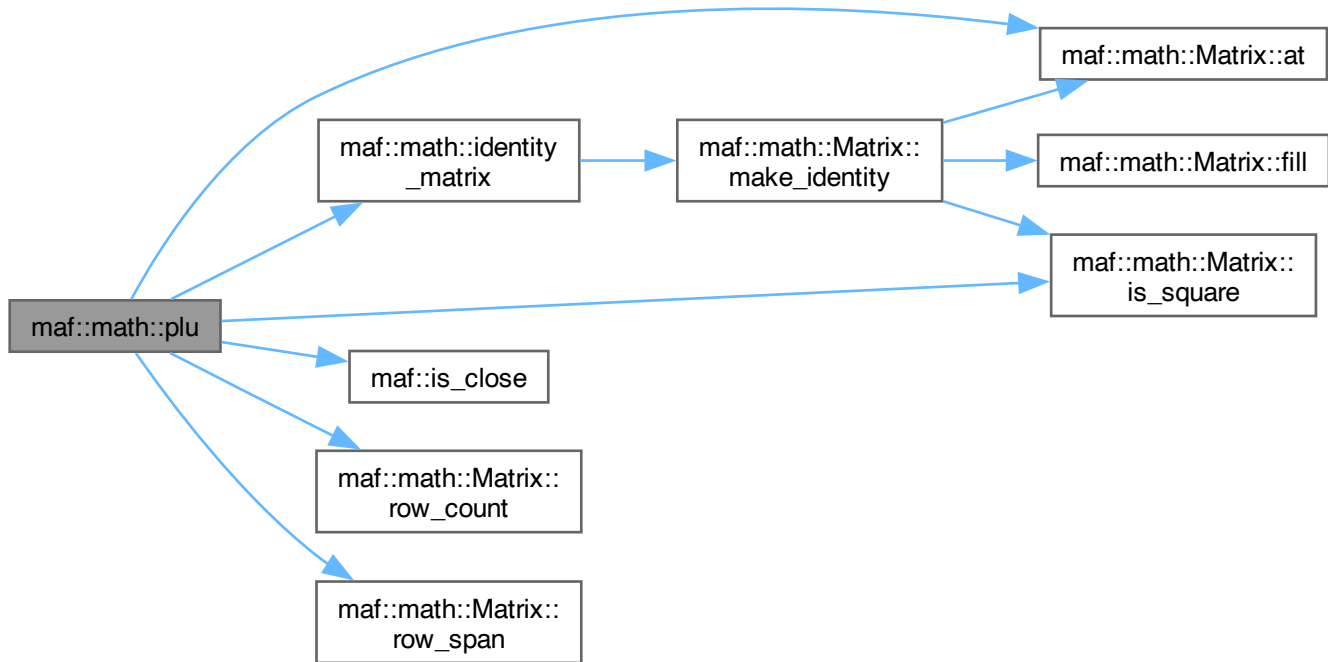 maf::math::Matrix::at
maf::math::identity
_matrix
maf::math::Matrix::
make_identity
maf::math::Matrix::fill
maf::math::Matrix::
is_square
maf::math::plu
maf::is_close
maf::math::Matrix::
row_count
maf::math::Matrix::
row_span